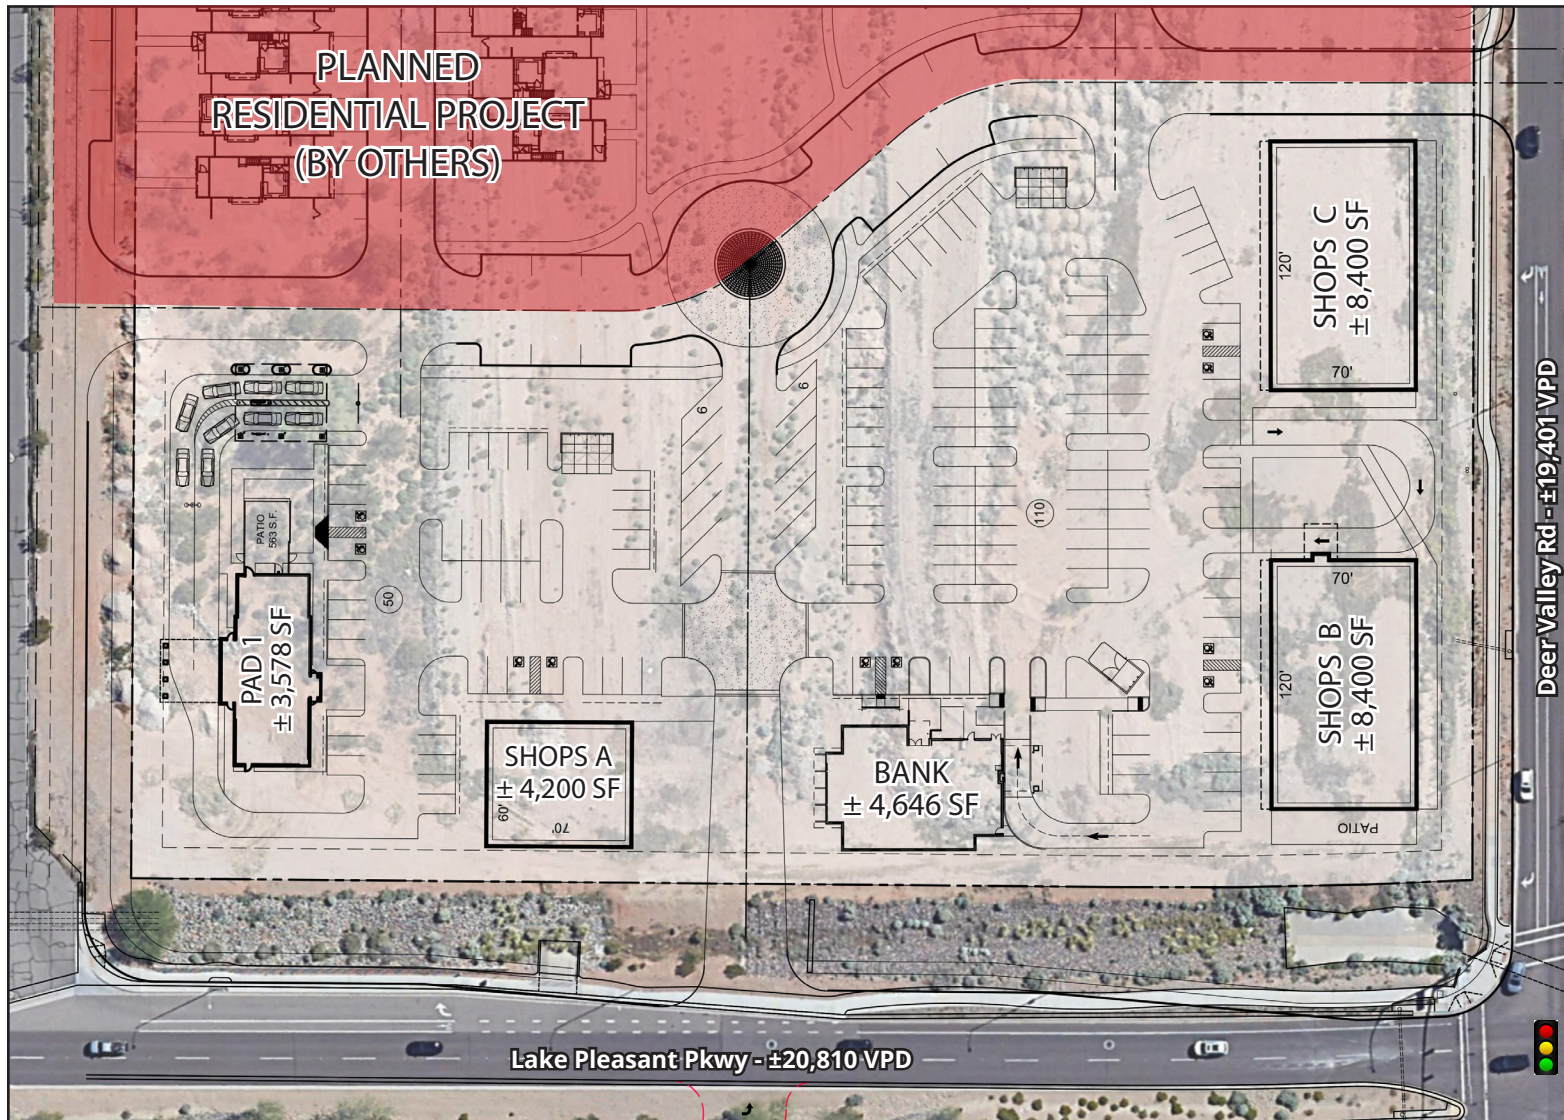 PLANNED
RESIDENTIAL PROJECT
(BY OTHERS)
SHOPS C
± 8,400 SF
120'
70'
9
9
PATIO
563 S.F.
50
110
PAD 1
± 3,578 SF
SHOPS A
± 4,200 SF
60'
70'
BANK
± 4,646 SF
70'
SHOPS B
± 8,400 SF
120'
PATIO
Deer Valley Rd - ±19,401 VPD
Lake Pleasant Pkwy - ±20,810 VPD